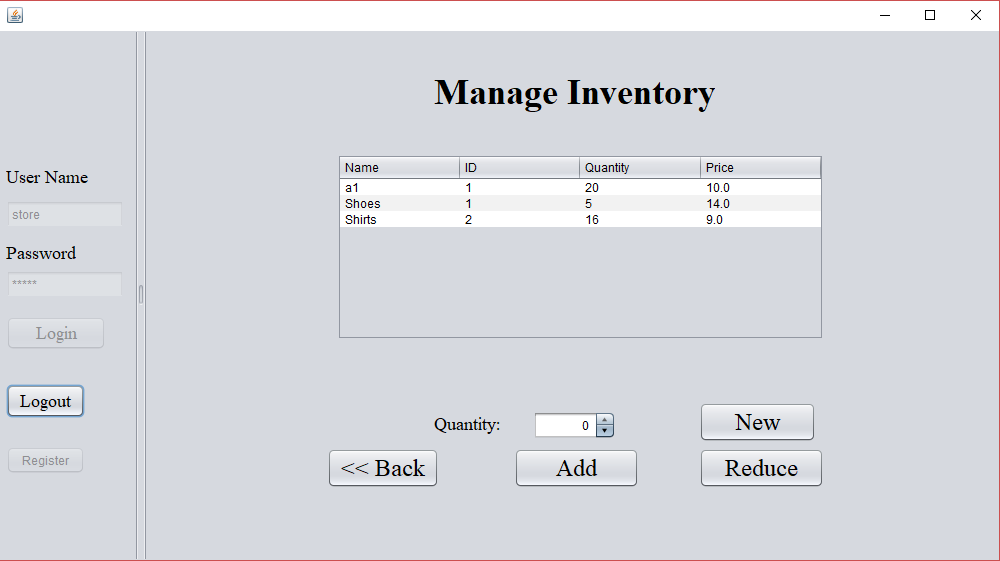 Manage Inventory
User Name
store
Password
*****
Login
Logout
Register
Name ID Quantity Price
a1 1 20 10.0
Shoes 1 5 14.0
Shirts 2 16 9.0
Quantity: 0 New
<< Back Add Reduce